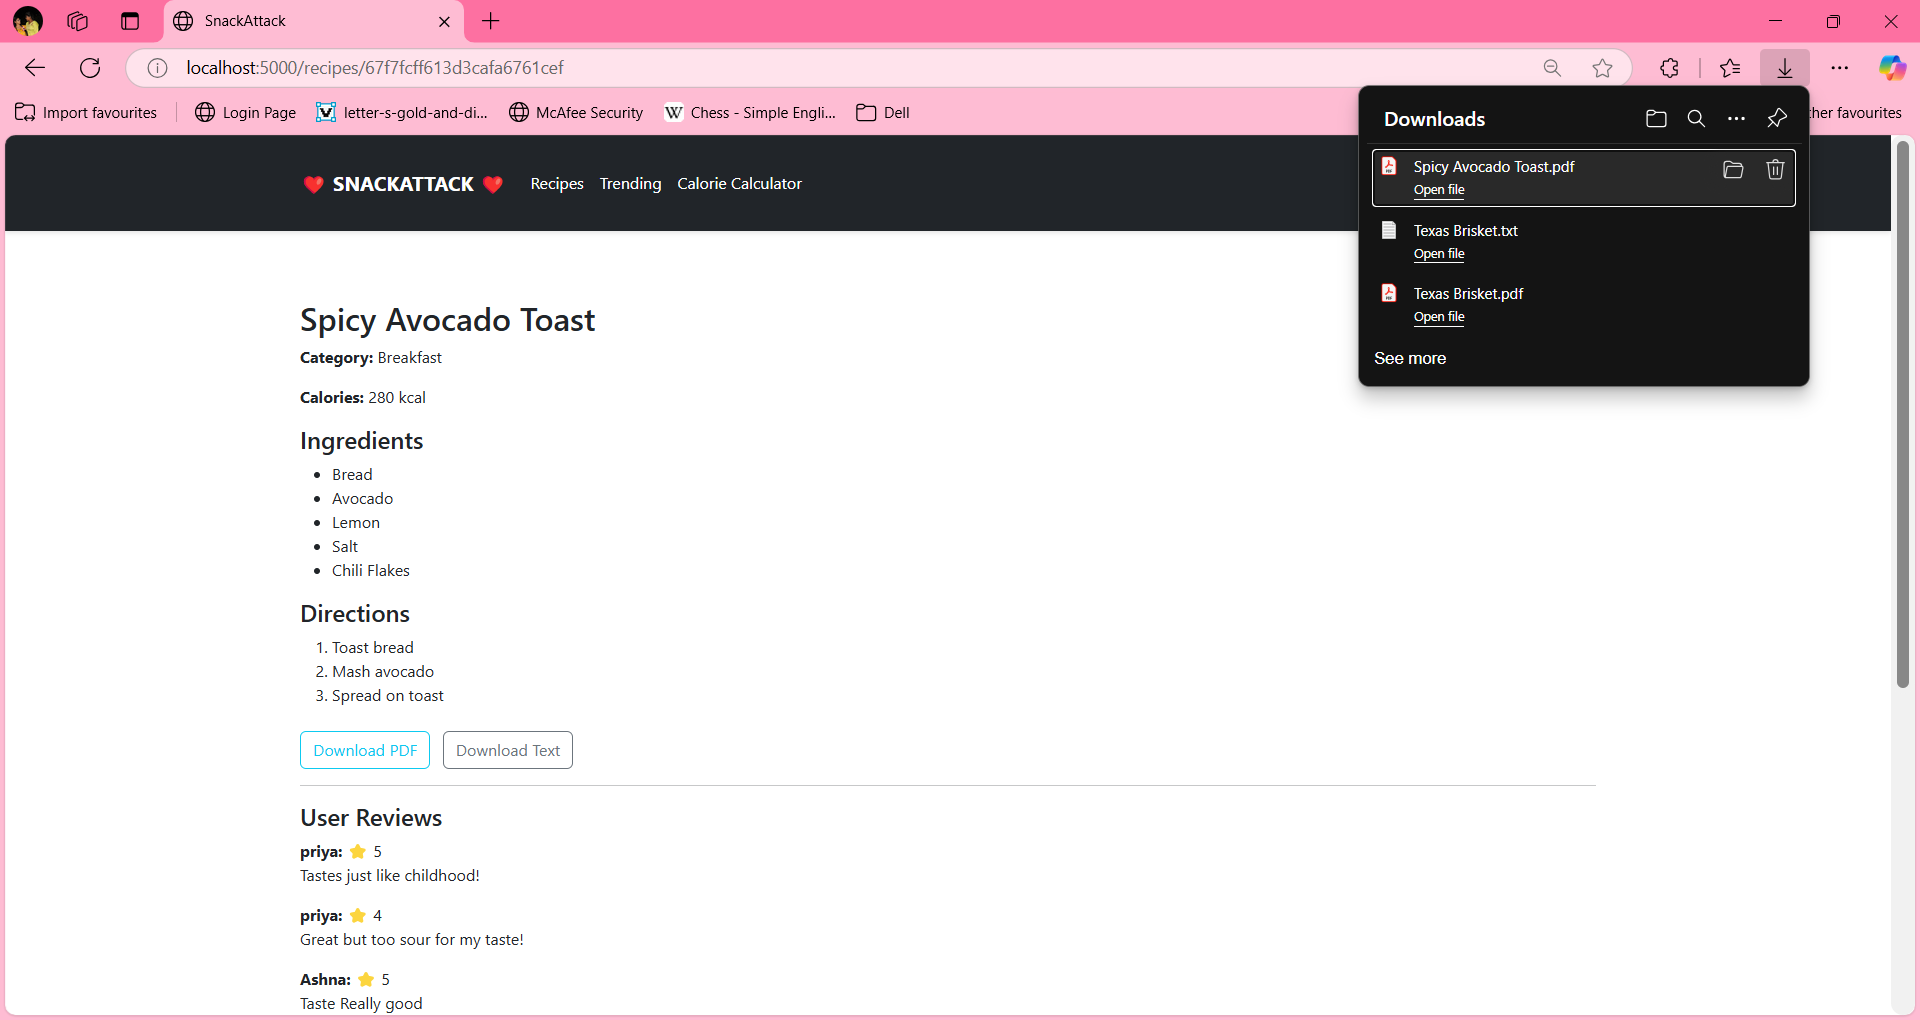 SnackAttack
localhost:5000/recipes/67f7fcff613d3cafa6761cef
Import favourites
Login Page
letter-s-gold-and-di...
McAfee Security
W Chess - Simple Engli...
Dell
her favourites
Downloads
Spicy Avocado Toast.pdf
Open file
Texas Brisket.txt
Open file
Texas Brisket.pdf
Open file
See more
SNACKATTACK
Recipes Trending Calorie Calculator
Spicy Avocado Toast
Category: Breakfast
Calories: 280 kcal
Ingredients
• Bread
• Avocado
• Lemon
• Salt
• Chili Flakes
Directions
1. Toast bread
2. Mash avocado
3. Spread on toast
Download PDF Download Text
User Reviews
priya: ⭐ 5
Tastes just like childhood!
priya: ⭐ 4
Great but too sour for my taste!
Ashna: ⭐ 5
Taste Really good